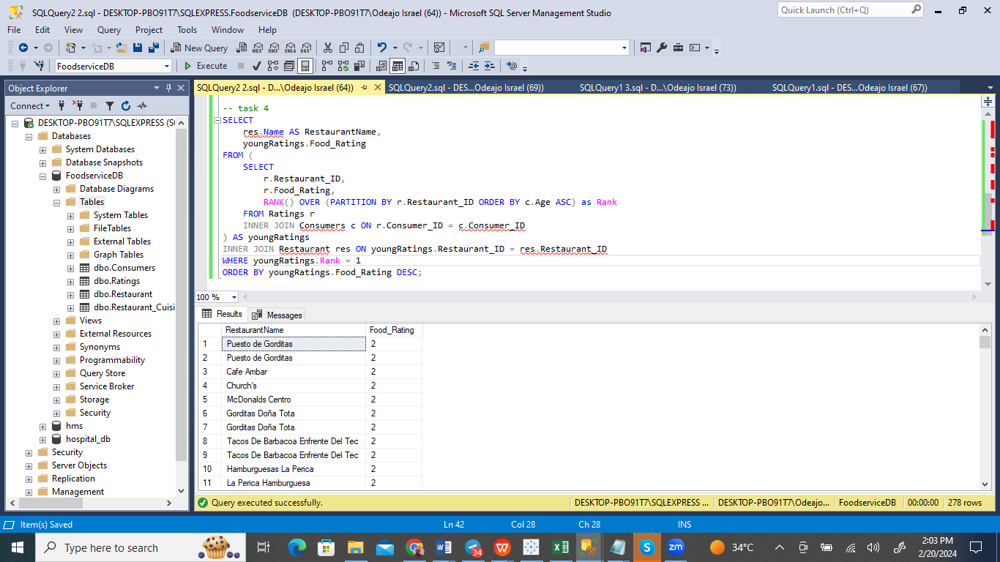 SQLQuery2 2.sql - DESKTOP-PBO91T7\SQLEXPRESS.FoodserviceDB (DESKTOP-PBO91T7\Odeajo Israel (64)) - Microsoft SQL Server Management Studio
Quick Launch (Ctrl+Q)
File Edit View Query Project Tools Window Help
New Query
MDX DMX XMLA DAX
FoodserviceDB
Execute
Object Explorer
SQLQuery2 2.sql - D...\Odeajo Israel (64)) SQLQuery2.sql - DES...Odeajo Israel (69)) SQLQuery1 3.sql - D...\Odeajo Israel (73)) SQLQuery1.sql - DES...Odeajo Israel (67))
Connect
DESKTOP-PBO91T7\SQLEXPRESS (S
Databases
System Databases
Database Snapshots
FoodserviceDB
Database Diagrams
Tables
System Tables
FileTables
External Tables
Graph Tables
dbo.Consumers
dbo.Ratings
dbo.Restaurant
dbo.Restaurant_Cuisi
Views
External Resources
Synonyms
Programmability
Query Store
Service Broker
Storage
Security
hms
hospital_db
Security
Server Objects
Replication
Management
-- task 4
SELECT
res.Name AS RestaurantName,
youngRatings.Food_Rating
FROM (
SELECT
r.Restaurant_ID,
r.Food_Rating,
RANK() OVER (PARTITION BY r.Restaurant_ID ORDER BY c.Age ASC) as Rank
FROM Ratings r
INNER JOIN Consumers c ON r.Consumer_ID = c.Consumer_ID
) AS youngRatings
INNER JOIN Restaurant res ON youngRatings.Restaurant_ID = res.Restaurant_ID
WHERE youngRatings.Rank = 1
ORDER BY youngRatings.Food_Rating DESC;
100 %
Results Messages
RestaurantName Food_Rating
1 Puesto de Gorditas 2
2 Puesto de Gorditas 2
3 Cafe Ambar 2
4 Church's 2
5 McDonalds Centro 2
6 Gorditas Doña Tota 2
7 Gorditas Doña Tota 2
8 Tacos De Barbacoa Enfrente Del Tec 2
9 Tacos De Barbacoa Enfrente Del Tec 2
10 Hamburguesas La Perica 2
11 La Perica Hamburguesa 2
Query executed successfully. DESKTOP-PBO91T7\SQLEXPRESS ... DESKTOP-PBO91T7\Odeajo... FoodserviceDB 00:00:00 278 rows
Item(s) Saved Ln 42 Col 28 Ch 28 INS
Type here to search
34
34°C
2:03 PM
2/20/2024